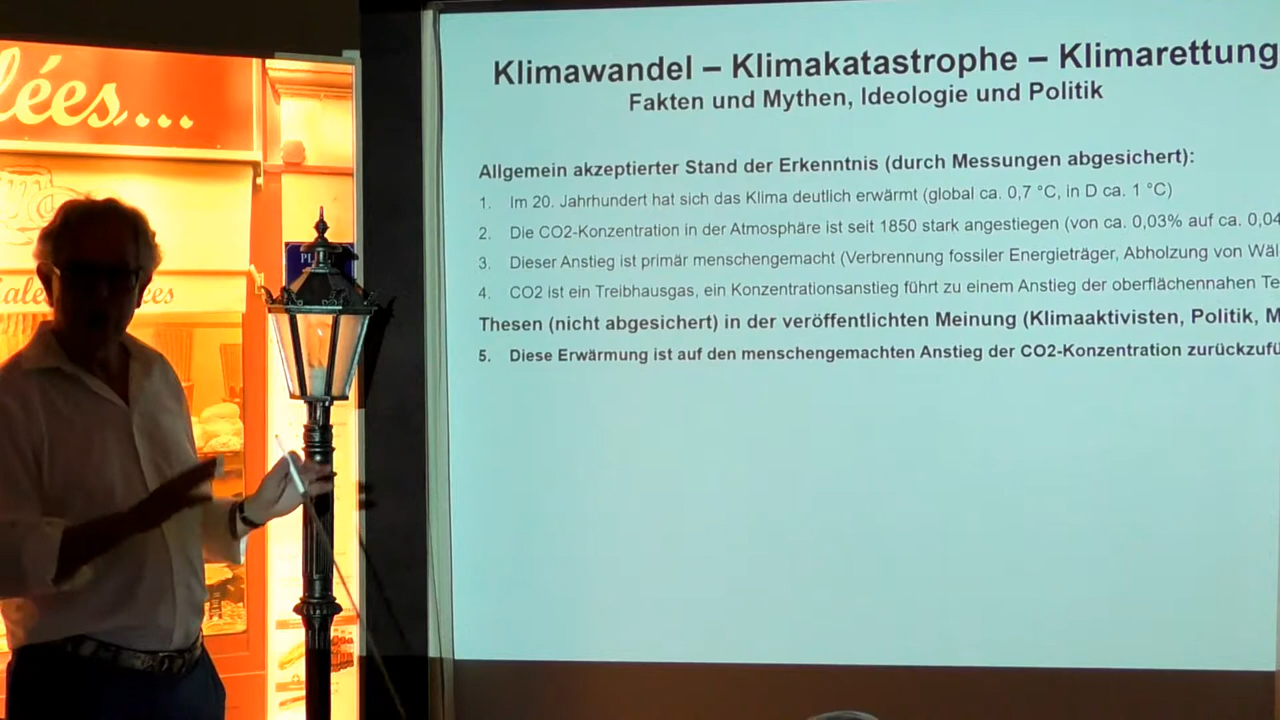 lées,...
Klimawandel – Klimakatastrophe – Klimarettung
Fakten und Mythen, Ideologie und Politik
Allgemein akzeptierter Stand der Erkenntnis (durch Messungen abgesichert):
1. Im 20. Jahrhundert hat sich das Klima deutlich erwärmt (global ca. 0,7 °C, in D ca. 1 °C)
2. Die CO2-Konzentration in der Atmosphäre ist seit 1850 stark angestiegen (von ca. 0,03% auf ca. 0,04
3. Dieser Anstieg ist primär menschengemacht (Verbrennung fossiler Energieträger, Abholzung von Wäl
4. CO2 ist ein Treibhausgas, ein Konzentrationsanstieg führt zu einem Anstieg der oberflächennahen Te
Thesen (nicht abgesichert) in der veröffentlichten Meinung (Klimaaktivisten, Politik, M
5. Diese Erwärmung ist auf den menschengemachten Anstieg der CO2-Konzentration zurückzufü